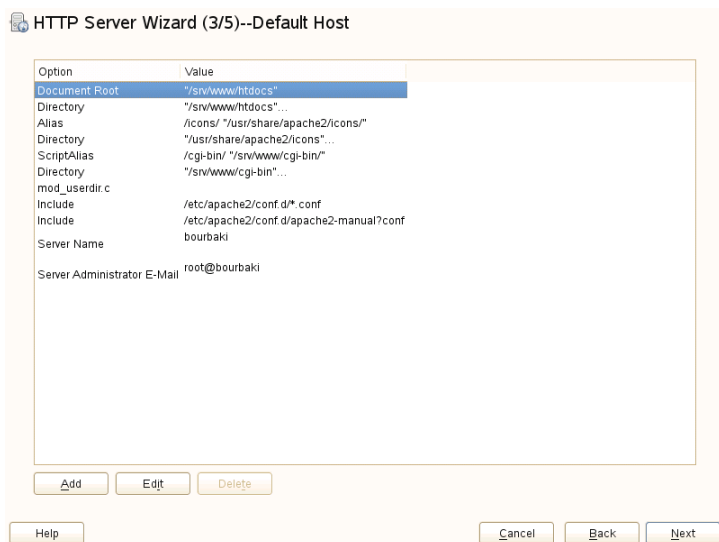 HTTP Server Wizard (3/5)--Default Host
Option Value
Document Root "/srv/www/htdocs"
Directory "/srv/www/htdocs"...
Alias /icons/ "/usr/share/apache2/icons/"
Directory "/usr/share/apache2/icons"...
ScriptAlias /cgi-bin/ "/srv/www/cgi-bin/"
Directory "/srv/www/cgi-bin"...
mod_userdir.c
Include /etc/apache2/conf.d/*.conf
Include /etc/apache2/conf.d/apache2-manual?conf
Server Name bourbaki
Server Administrator E-Mail root@bourbaki
Add Edit Delete
Help Cancel Back Next